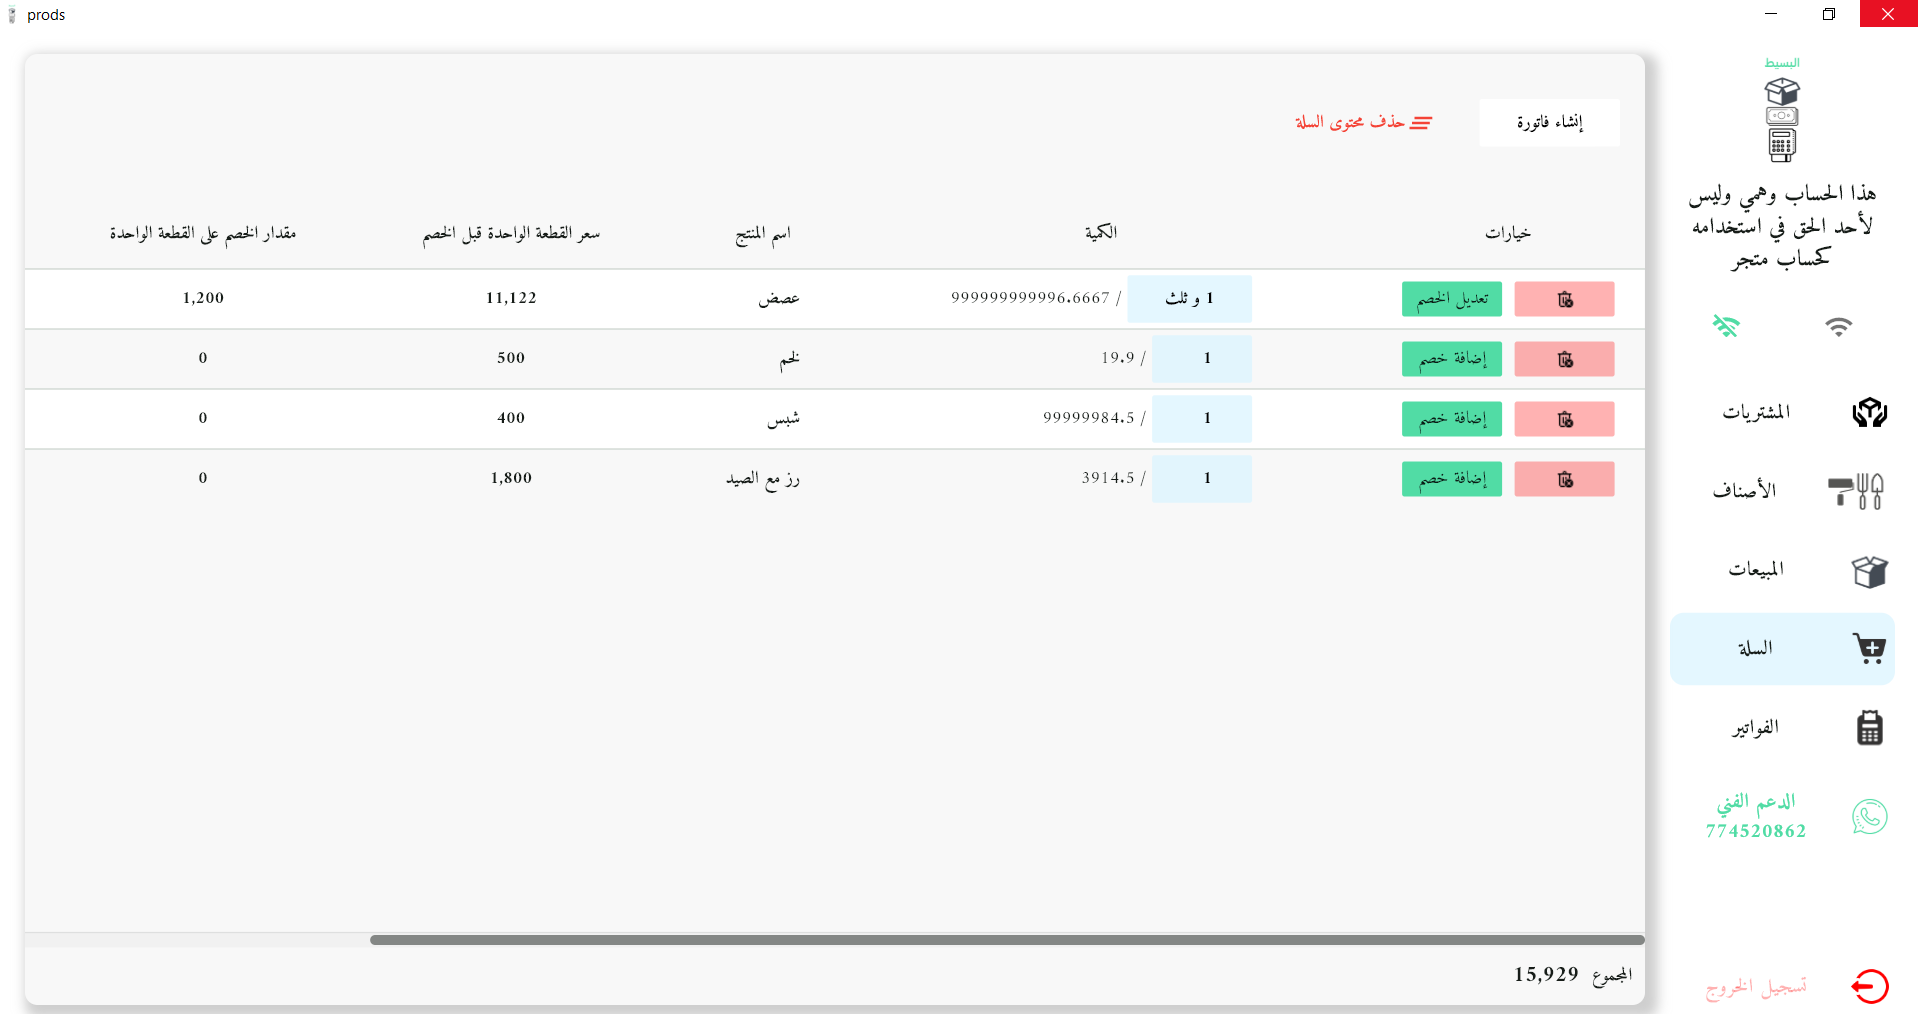 prods
البسيط
هذا الحساب وهمي وليس
لأحد الحق في استخدامه
كحساب متجر
المشتريات
الأصناف
المبيعات
السلة
الفواتير
الدعم الفني
774520862
تسجيل الخروج
إنشاء فاتورة حذف محتوى السلة
خيارات الكمية اسم المنتج سعر القطعة الواحدة قبل الخصم مقدار الخصم على القطعة الواحدة
تعديل الخصم 1 و ثلث / 999999999996.6667 عصض 11,122 1,200
إضافة خصم 1 / 19.9 لخم 500 0
إضافة خصم 1 / 99999984.5 شبس 400 0
إضافة خصم 1 / 3914.5 رز مع الصيد 1,800 0
المجموع 15,929